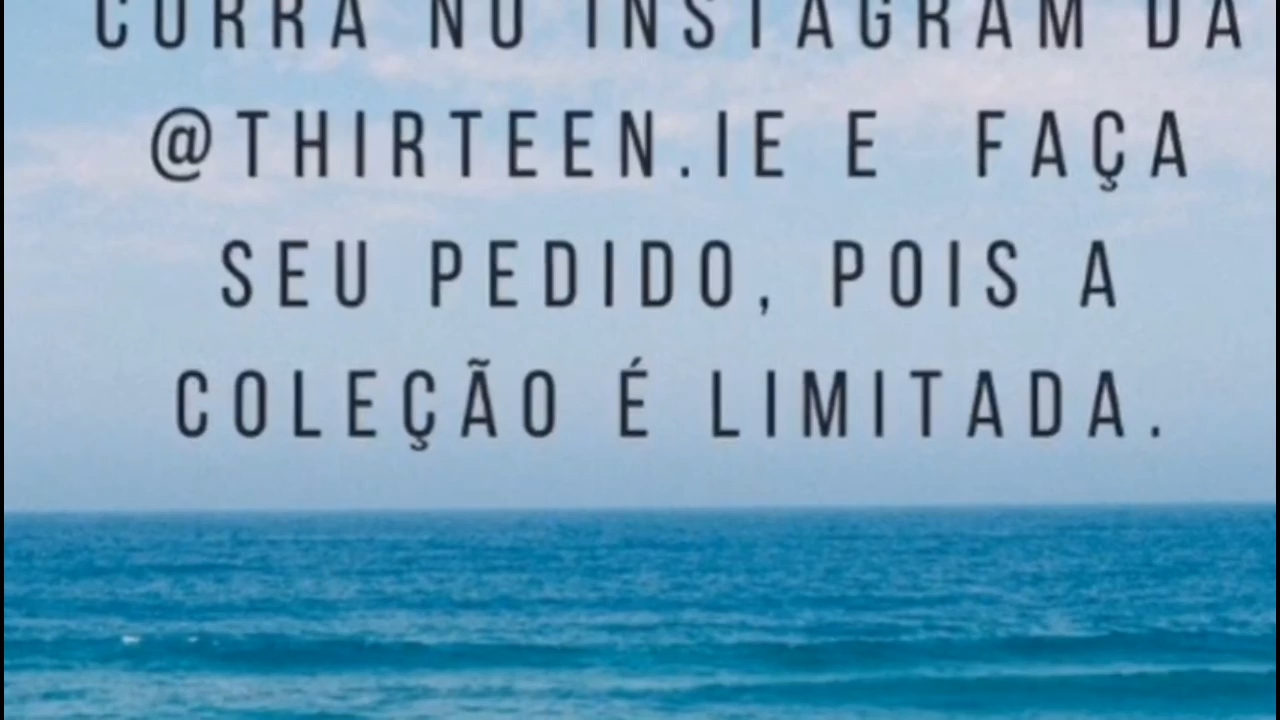 CORRA NO INSTAGRAM DA
@THIRTEEN.IE E FAÇA
SEU PEDIDO, POIS A
COLEÇÃO É LIMITADA.